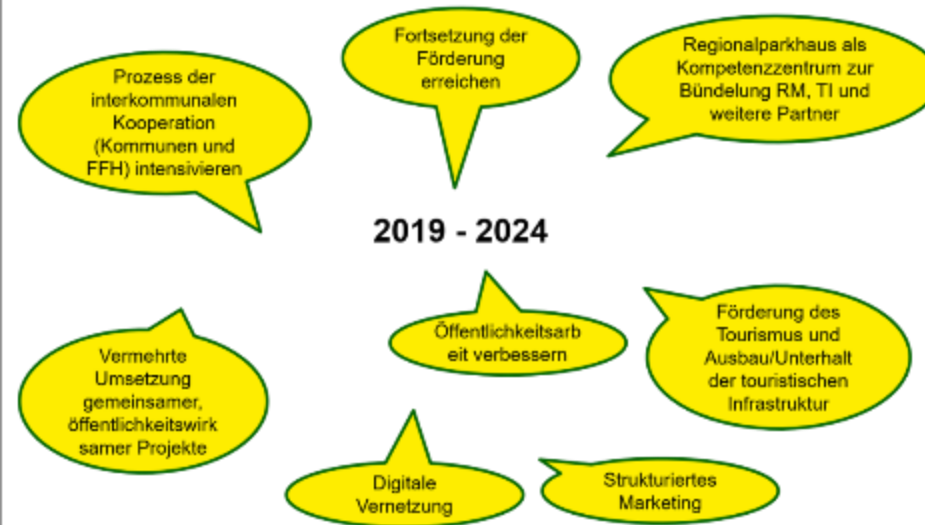 Prozess der
interkommunalen
Kooperation
(Kommunen und
FFH) intensivieren
Fortsetzung der
Förderung
erreichen
Regionalparkhaus als
Kompetenzzentrum zur
Bündelung RM, TI und
weitere Partner
2019 - 2024
Vermehrte
Umsetzung
gemeinsamer,
öffentlichkeitswirk
samer Projekte
Öffentlichkeitsarb
eit verbessern
Förderung des
Tourismus und
Ausbau/Unterhalt
der touristischen
Infrastruktur
Digitale
Vernetzung
Strukturiertes
Marketing